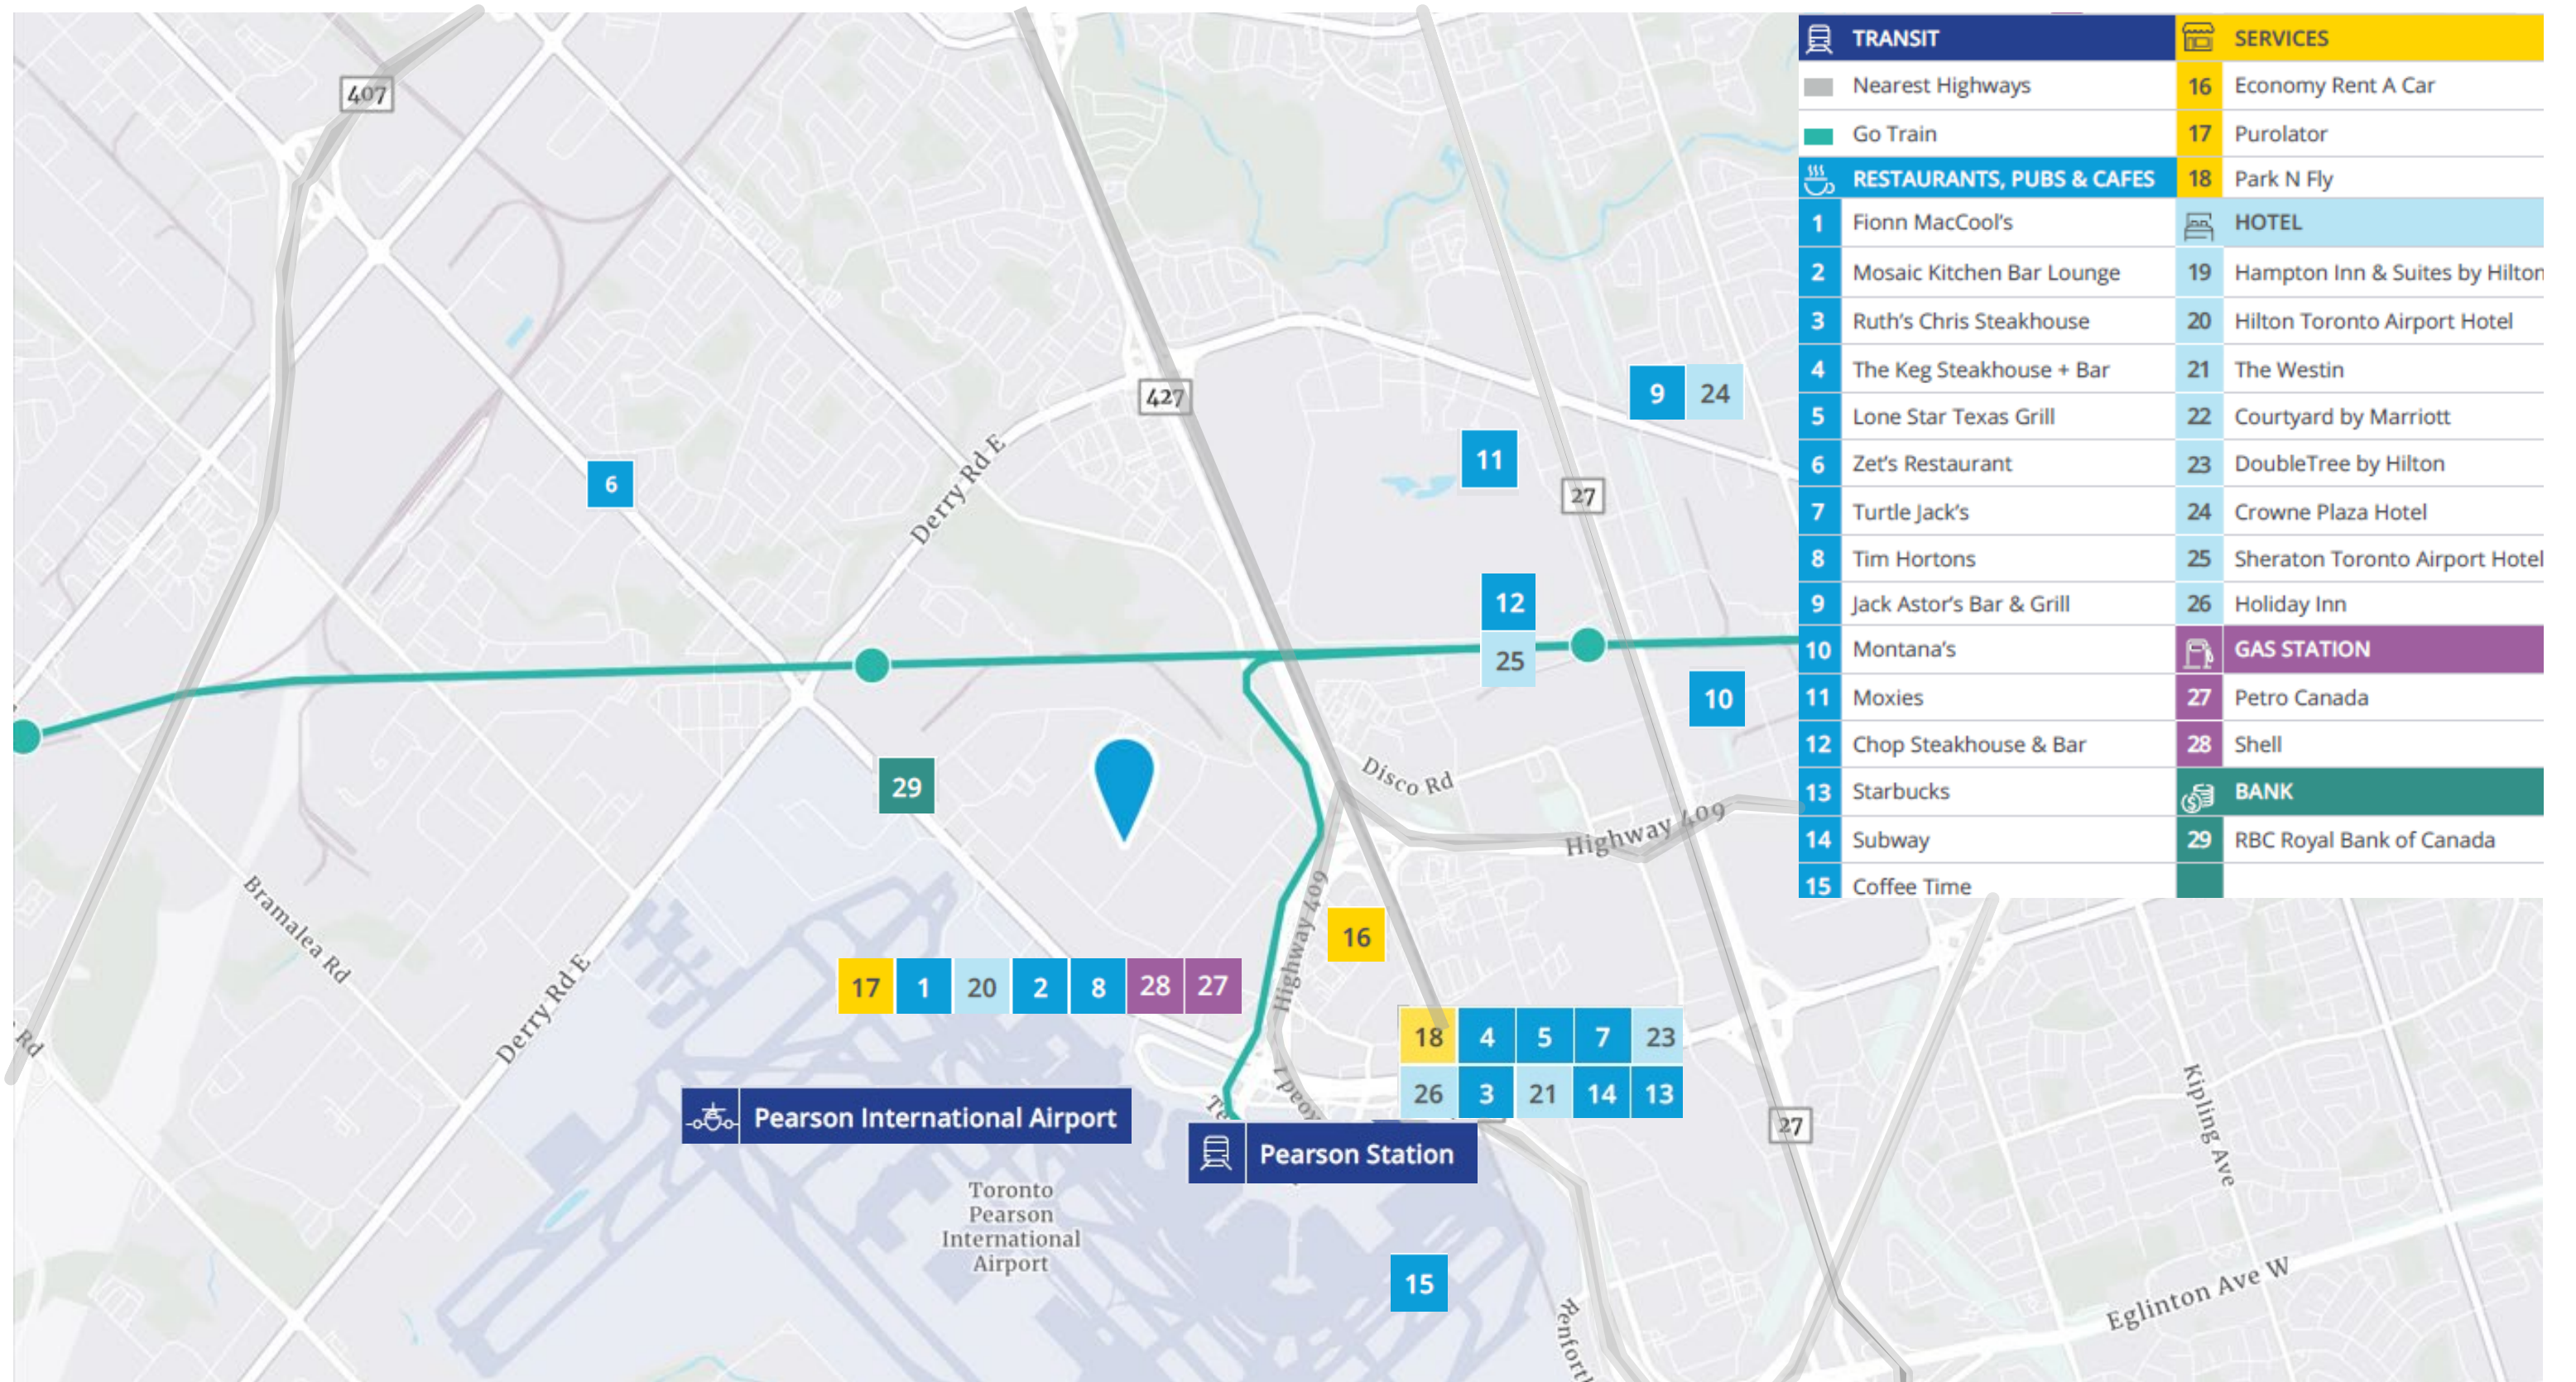 407
427
Derry Rd E
6
9
24
11
27
12
25
10
Disco Rd
Highway 409
29
Bramalea Rd
Highway 409
16
Derry Rd E
17 1 20 2 8 28 27
18 4 5 7 23
26 3 21 14 13
Rd
Pearson International Airport
Pearson Station
27
Kipling Ave
Toronto
Pearson
International
Airport
15
Eglinton Ave W
TRANSIT
Nearest Highways
Go Train
RESTAURANTS, PUBS & CAFES
1 Fionn MacCool's
2 Mosaic Kitchen Bar Lounge
3 Ruth's Chris Steakhouse
4 The Keg Steakhouse + Bar
5 Lone Star Texas Grill
6 Zet's Restaurant
7 Turtle Jack's
8 Tim Hortons
9 Jack Astor's Bar & Grill
10 Montana's
11 Moxies
12 Chop Steakhouse & Bar
13 Starbucks
14 Subway
15 Coffee Time
SERVICES
16 Economy Rent A Car
17 Purolator
18 Park N Fly
HOTEL
19 Hampton Inn & Suites by Hilton
20 Hilton Toronto Airport Hotel
21 The Westin
22 Courtyard by Marriott
23 DoubleTree by Hilton
24 Crowne Plaza Hotel
25 Sheraton Toronto Airport Hotel
26 Holiday Inn
GAS STATION
27 Petro Canada
28 Shell
BANK
29 RBC Royal Bank of Canada